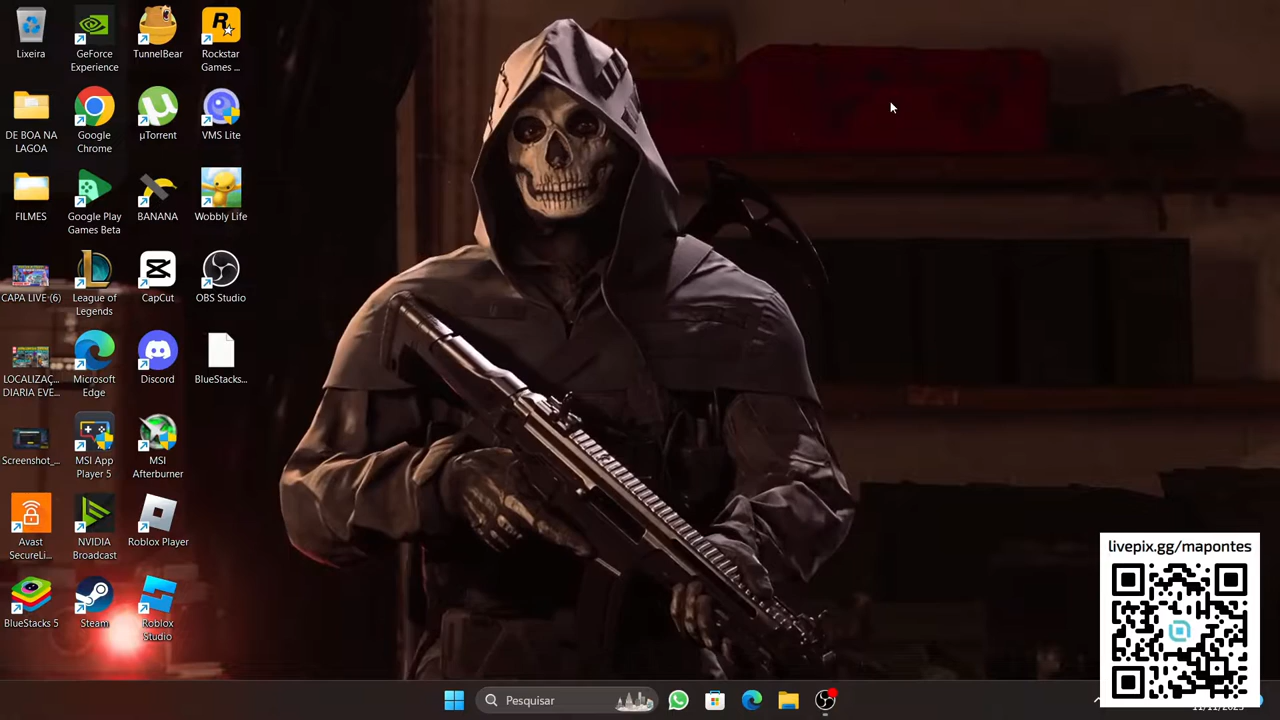 Lixeira
GeForce
Experience
TunnelBear
Rockstar
Games ...
DE BOA NA
LAGOA
Google
Chrome
µTorrent
VMS Lite
FILMES
Google Play
Games Beta
BANANA
Wobbly Life
CAPA LIVE (6)
League of
Legends
CapCut
OBS Studio
LOCALIZAÇ...
DIARIA EVE...
Microsoft
Edge
Discord
BlueStacks...
Screenshot_...
MSI App
Player 5
MSI
Afterburner
Avast
SecureLi...
NVIDIA
Broadcast
Roblox Player
BlueStacks 5
Steam
Roblox
Studio
livepix.gg/mapontes
Pesquisar